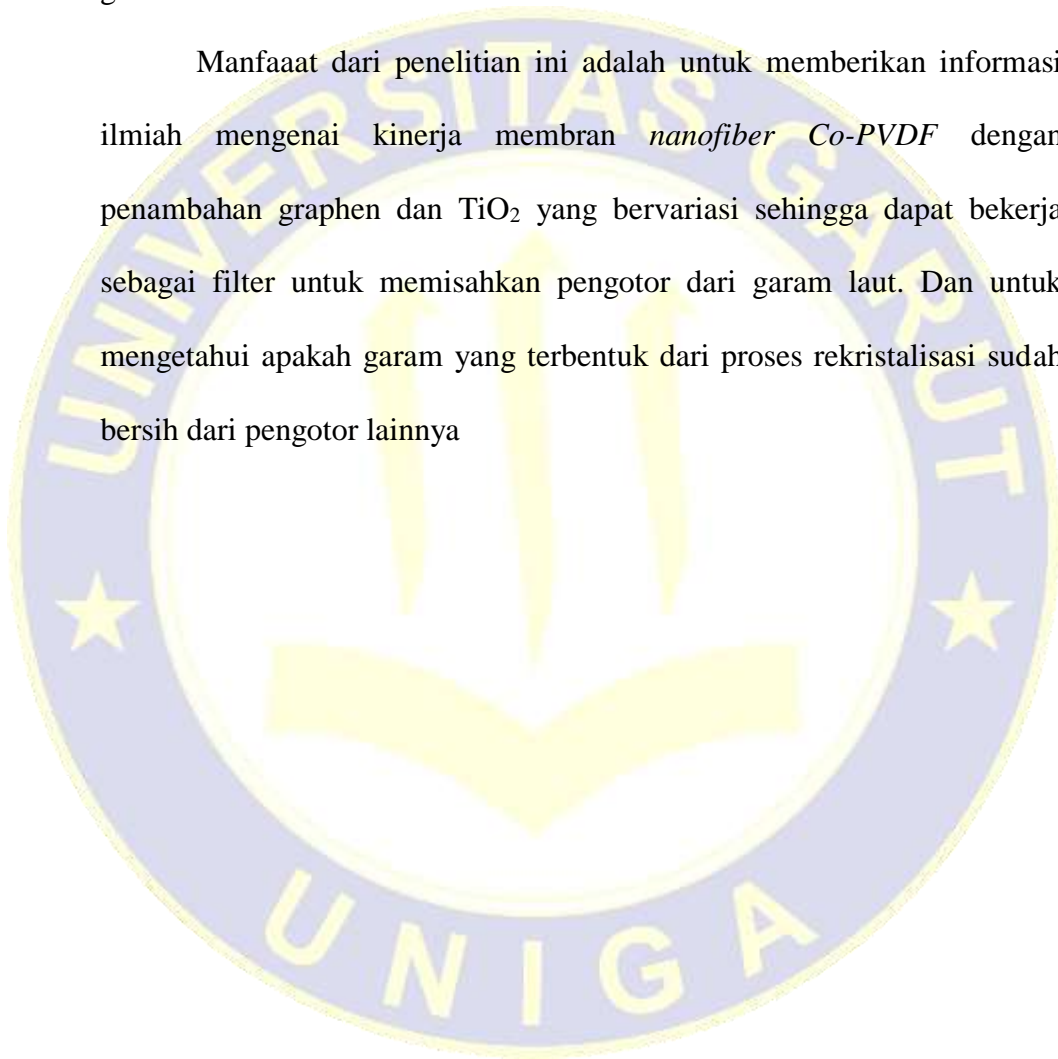 Manfaaat dari penelitian ini adalah untuk memberikan informasi
ilmiah mengenai kinerja membran nanofiber Co-PVDF dengan
penambahan graphen dan TiO₂ yang bervariasi sehingga dapat bekerja
sebagai filter untuk memisahkan pengotor dari garam laut. Dan untuk
mengetahui apakah garam yang terbentuk dari proses rekristalisasi sudah
bersih dari pengotor lainnya
UNIVERSITAS GARUT
UNIGA